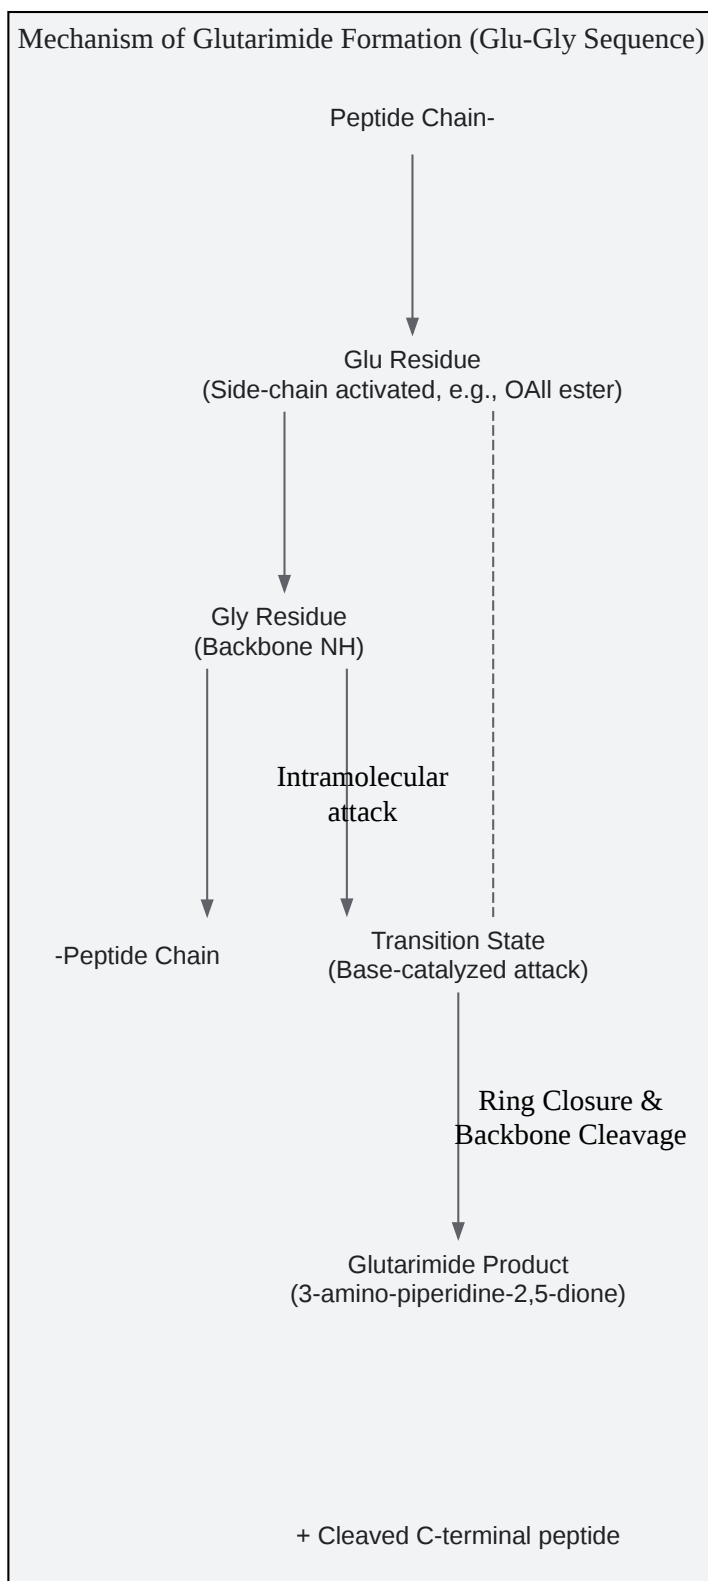 Mechanism of Glutarimide Formation (Glu-Gly Sequence)
Peptide Chain-
Glu Residue
(Side-chain activated, e.g., OAll ester)
Gly Residue
(Backbone NH)
Intramolecular
attack
-Peptide Chain
Transition State
(Base-catalyzed attack)
Ring Closure &
Backbone Cleavage
Glutarimide Product
(3-amino-piperidine-2,5-dione)
+ Cleaved C-terminal peptide